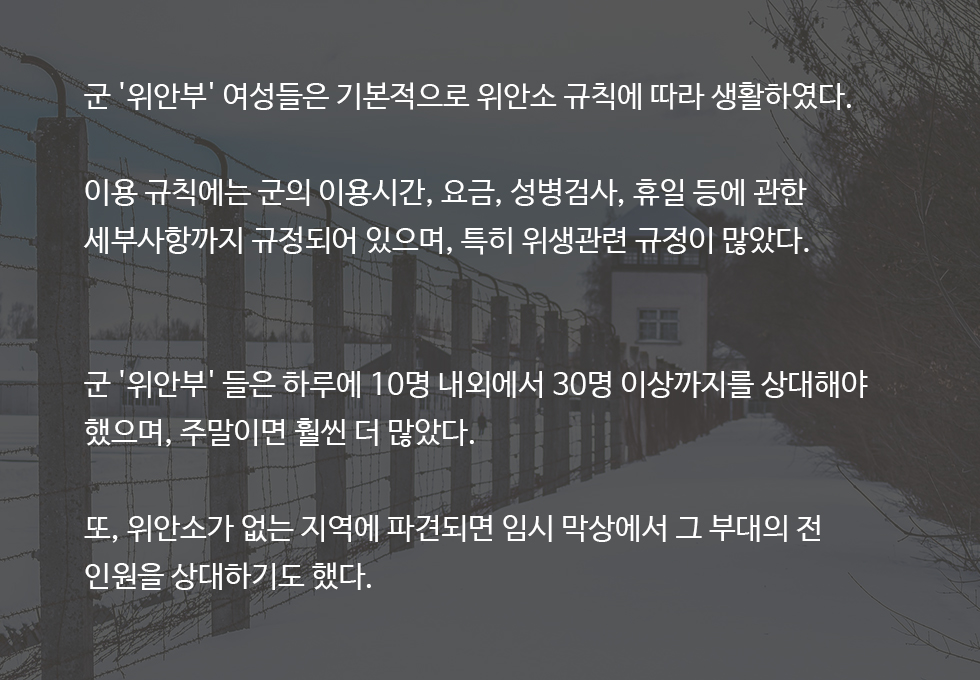 군 '위안부' 여성들은 기본적으로 위안소 규칙에 따라 생활하였다.
이용 규칙에는 군의 이용시간, 요금, 성병검사, 휴일 등에 관한
세부사항까지 규정되어 있으며, 특히 위생관련 규정이 많았다.
군 '위안부' 들은 하루에 10명 내외에서 30명 이상까지를 상대해야
했으며, 주말이면 훨씬 더 많았다.
또, 위안소가 없는 지역에 파견되면 임시 막상에서 그 부대의 전
인원을 상대하기도 했다.